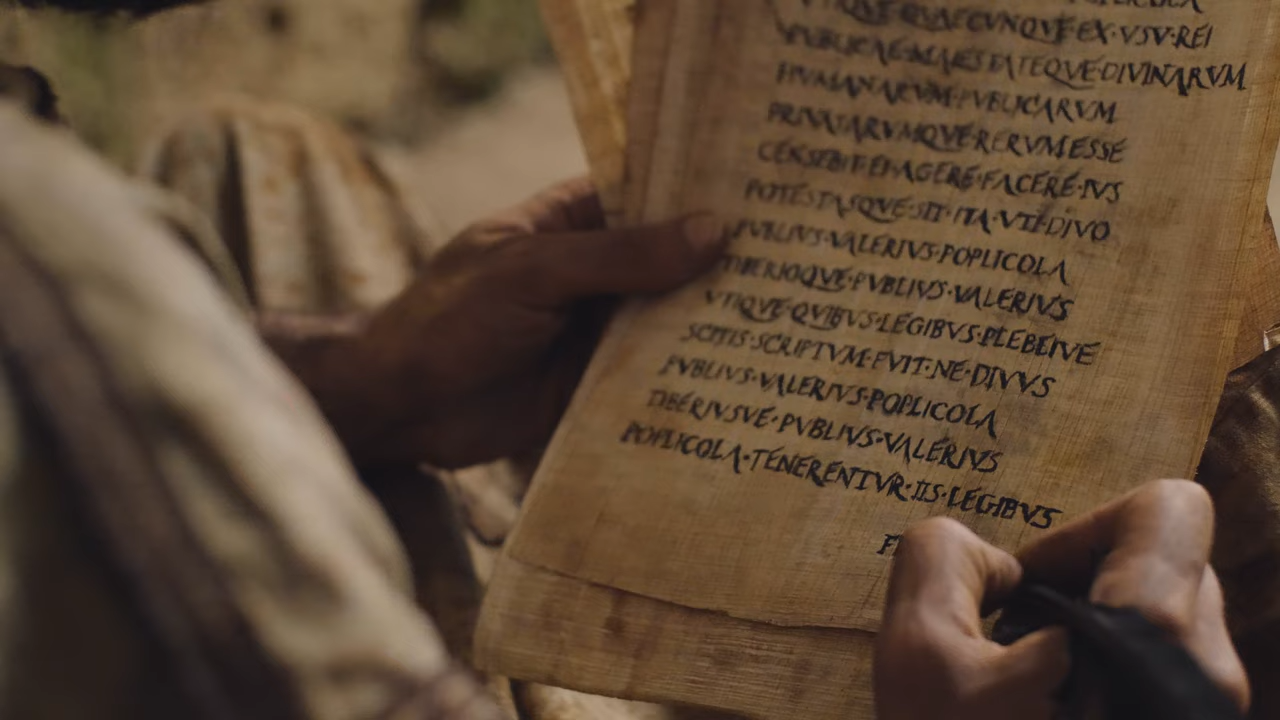 POPLICOLA
VTIQVE·QVAECVNQVE·EX·VSV·REI
PVBLICAE·MAIESTATEQVE·DIVINARVM
HVMANARVM·PVBLICARVM
PRIVATARVMQVE·RERVM·ESSE
CENSEBIT·EI·AGERE·FACERE·IVS
POTESTASQVE·SIT·ITA·VTI·DIVO
PVBLIVS·VALERIVS·POPLICOLA
TIBERIOQVE·PVBLIVS·VALERIVS
VTIQVE·QVIBVS·LEGIBVS·PLEBEIVE
SCITIS·SCRIPTVM·FVIT·NE·DIVVS
PVBLIVS·VALERIVS·POPLICOLA
TIBERIVSVE·PVBLIVS·VALERIVS
POPLICOLA·TENERENTVR·IIS·LEGIBVS